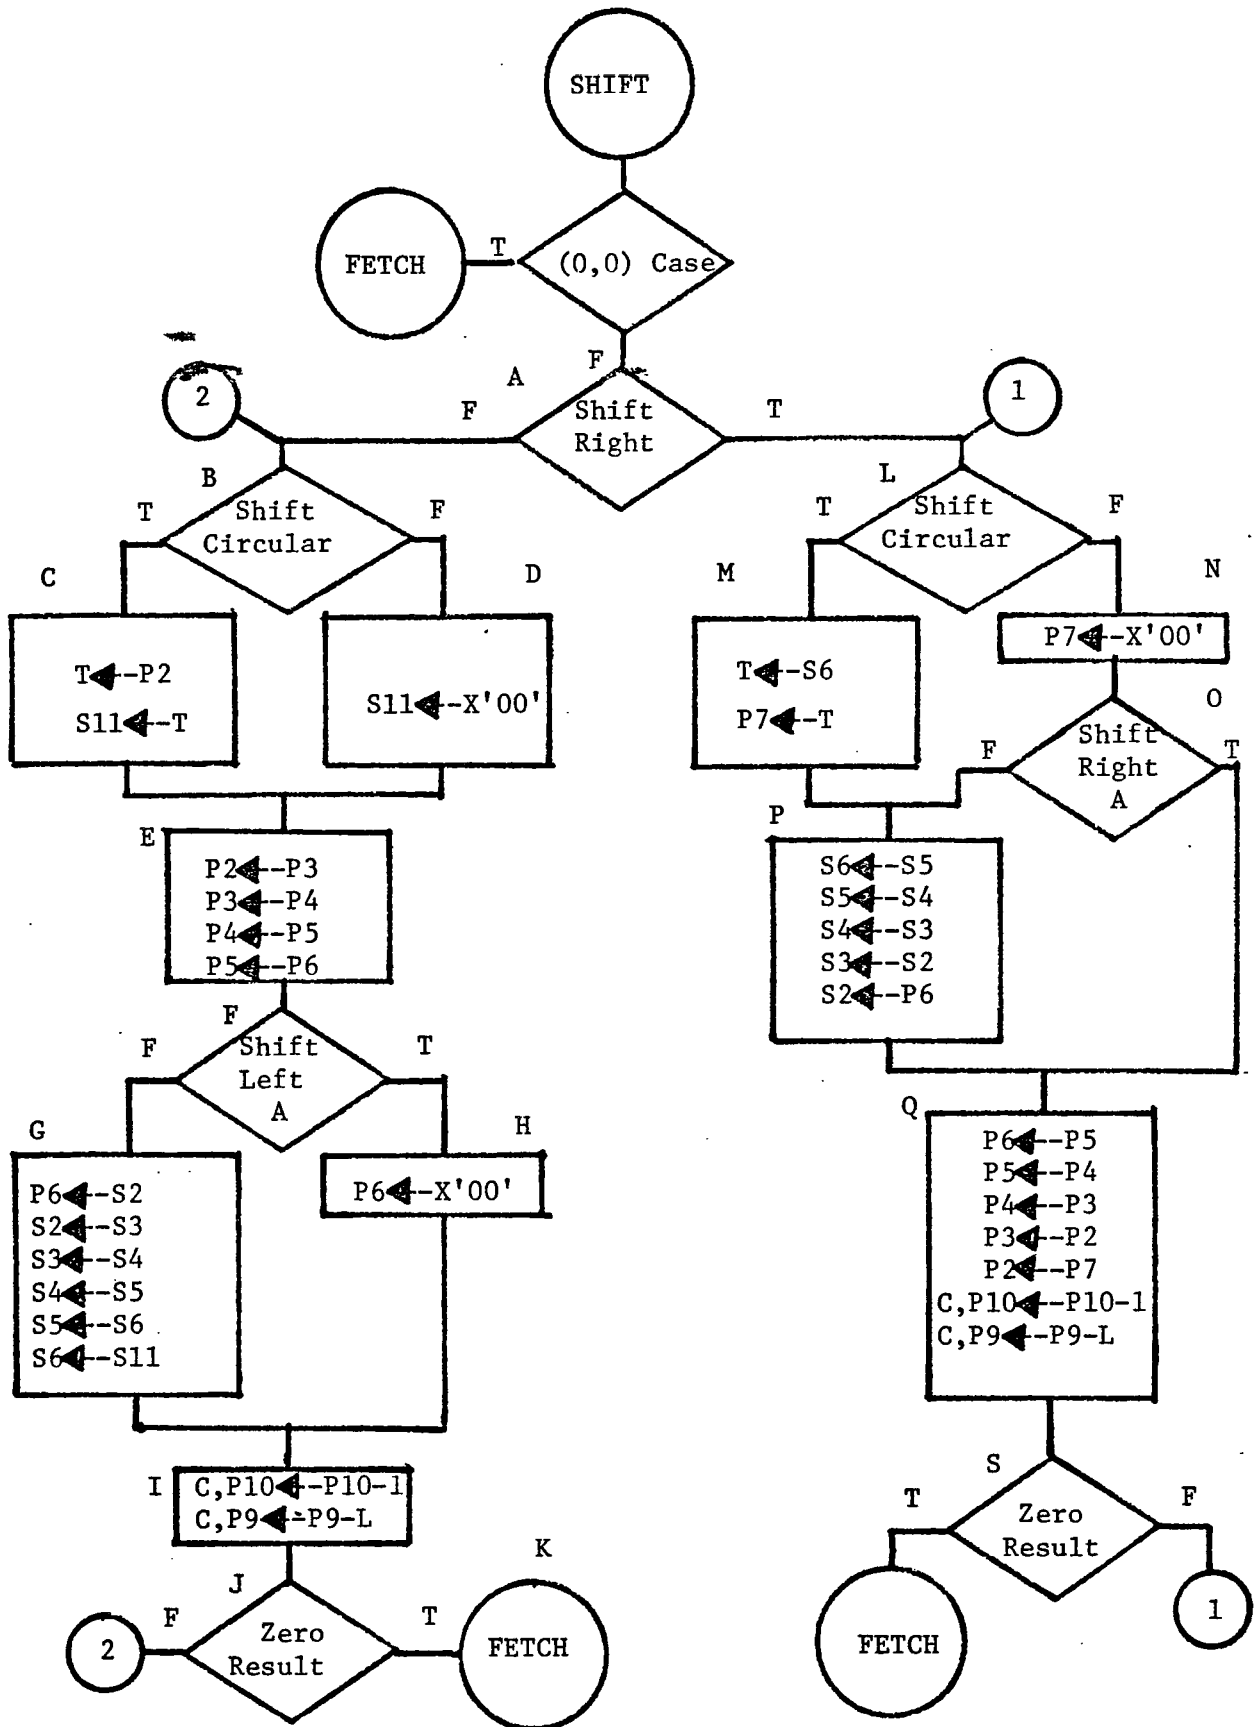 SHIFT
FETCH
T
(0,0) Case
F
2
A
F
Shift
Right
T
1
B
T
Shift
Circular
F
L
T
Shift
Circular
F
C
D
M
N
T◀--P2
S11◀--T
S11◀--X'00'
T◀--S6
P7◀--T
P7◀--X'00'
O
F
Shift
Right
A
T
E
P2◀--P3
P3◀--P4
P4◀--P5
P5◀--P6
P
S6◀--S5
S5◀--S4
S4◀--S3
S3◀--S2
S2◀--P6
F
F
Shift
Left
A
T
G
P6◀--S2
S2◀--S3
S3◀--S4
S4◀--S5
S5◀--S6
S6◀--S11
H
P6◀--X'00'
Q
P6◀--P5
P5◀--P4
P4◀--P3
P3◀--P2
P2◀--P7
C,P10◀--P10-1
C,P9◀--P9-L
I
C,P10◀--P10-1
C,P9◀--P9-L
J
F
Zero
Result
T
2
K
FETCH
S
T
Zero
Result
F
FETCH
1